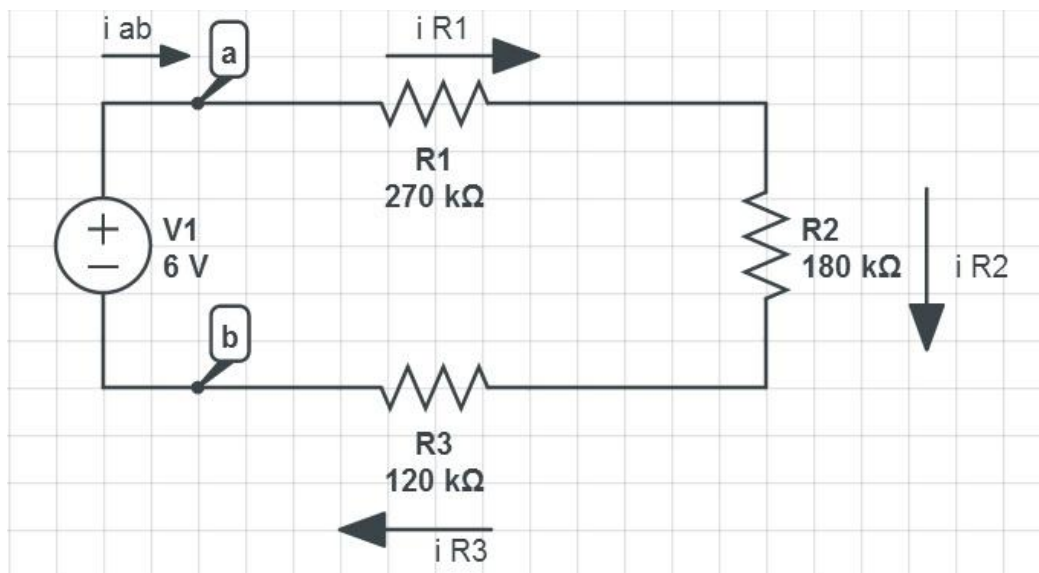 i ab
a
i R1
R1
270 kΩ
+
−
V1
6 V
R2
180 kΩ
i R2
b
R3
120 kΩ
i R3